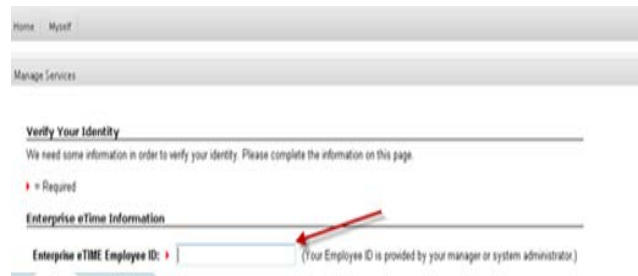 Home Myself
Manage Services
Verify Your Identity
We need some information in order to verify your identity. Please complete the information on this page.
= Required
Enterprise eTime Information
Enterprise eTIME Employee ID: (Your Employee ID is provided by your manager or system administrator.)